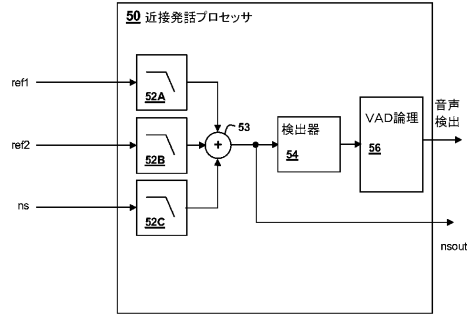 50 近接発話プロセッサ
ref1
52A
ref2
52B
53
+
検出器
54
VAD論理
56
音声
検出
ns
52C
nsout